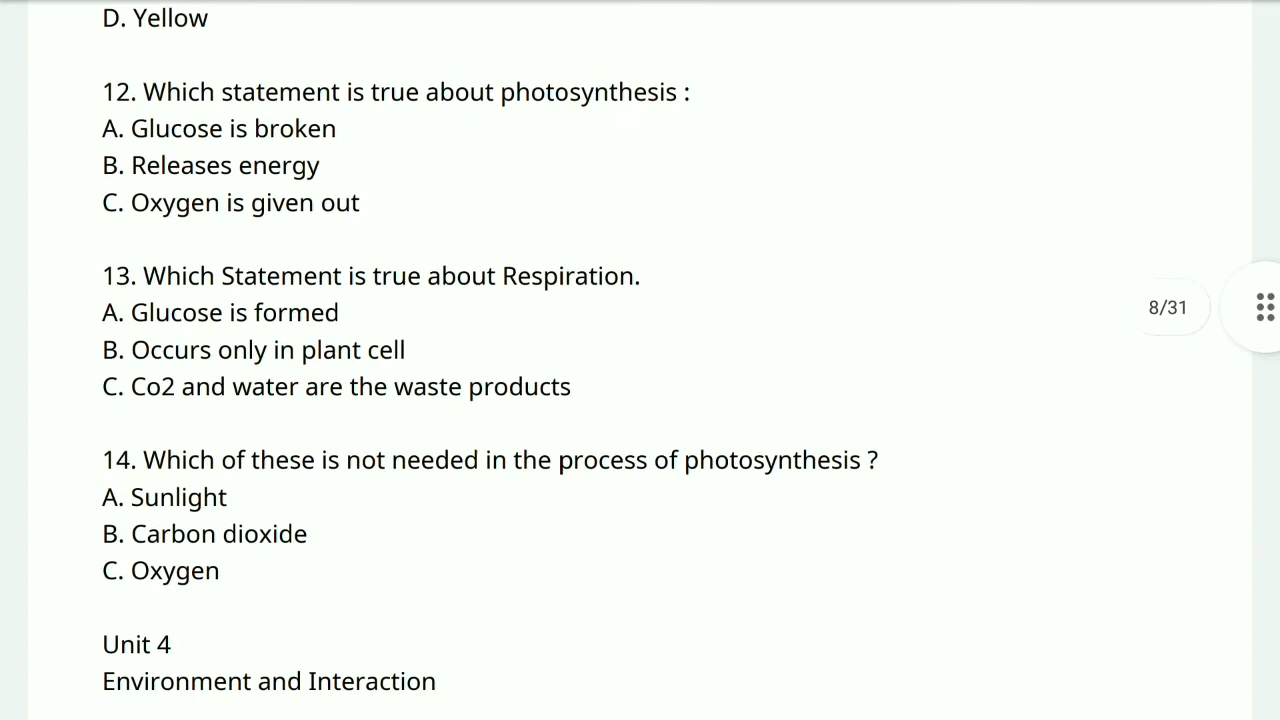 D. Yellow
12. Which statement is true about photosynthesis :
A. Glucose is broken
B. Releases energy
C. Oxygen is given out
13. Which Statement is true about Respiration.
A. Glucose is formed
B. Occurs only in plant cell
C. Co2 and water are the waste products
8/31
14. Which of these is not needed in the process of photosynthesis ?
A. Sunlight
B. Carbon dioxide
C. Oxygen
Unit 4
Environment and Interaction